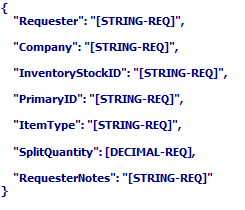 {
"Requester": "[STRING-REQ]",
"Company": "[STRING-REQ]",
"InventoryStockID": "[STRING-REQ]",
"PrimaryID": "[STRING-REQ]",
"ItemType": "[STRING-REQ]",
"SplitQuantity": [DECIMAL-REQ],
"RequesterNotes": "[STRING-REQ]"
}